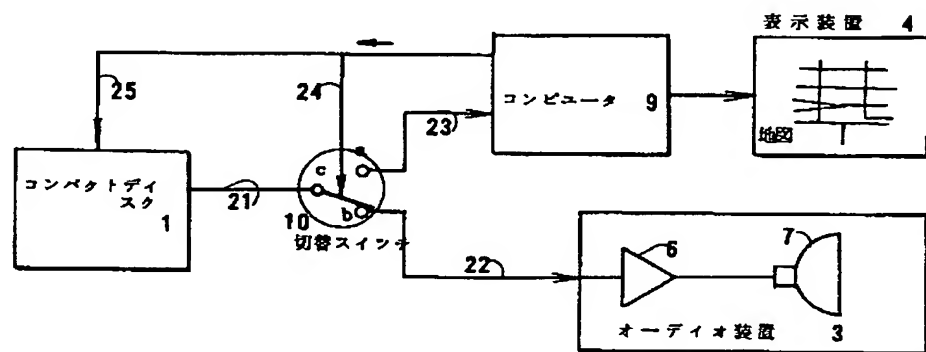 表示装置 4
地図
コンピュータ 9
25
24
23
コンパクトディ
スク
1
21
c
a
b
10
切替スインチ
22
6
7
オーディオ装置 3